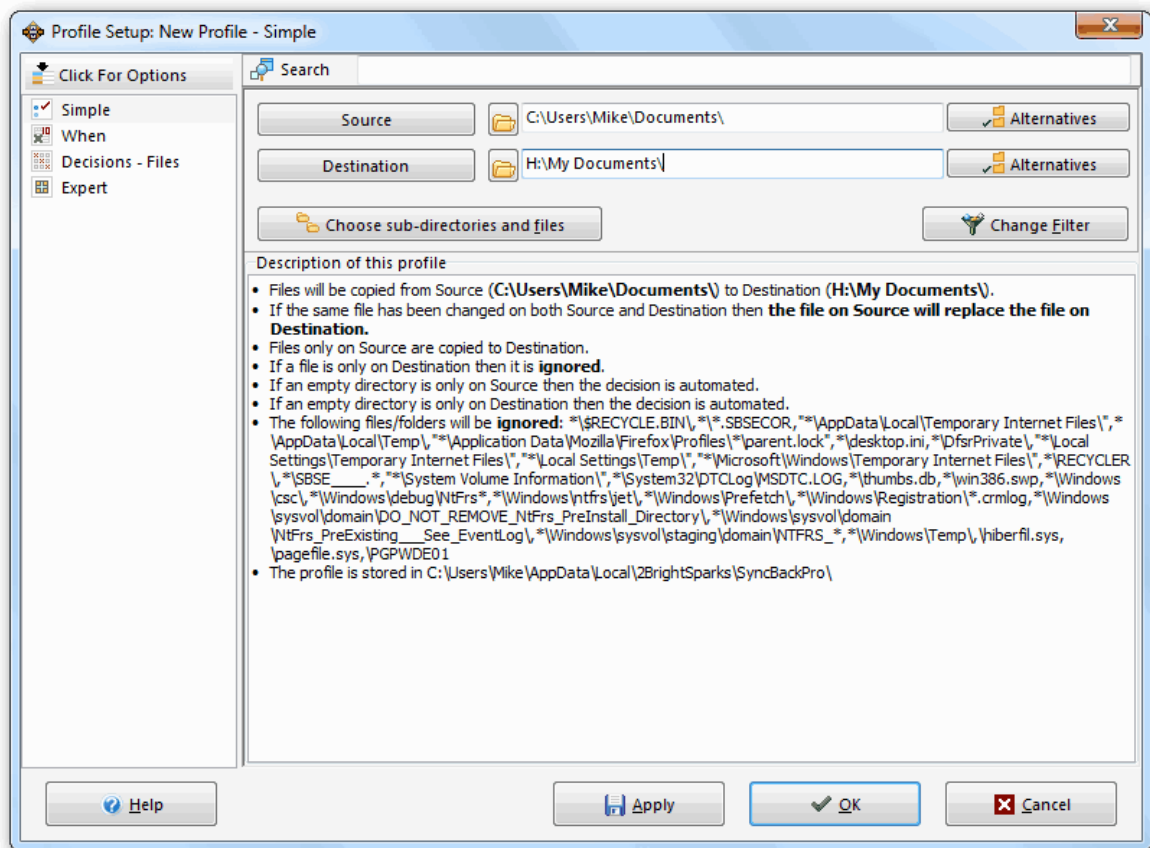 Profile Setup: New Profile - Simple
Click For Options
Simple
When
Decisions - Files
Expert
Search
Source
C:\Users\Mike\Documents\
Alternatives
Destination
H:\My Documents\
Alternatives
Choose sub-directories and files
Change Filter
Description of this profile
• Files will be copied from Source (C:\Users\Mike\Documents\) to Destination (H:\My Documents\).
• If the same file has been changed on both Source and Destination then the file on Source will replace the file on
Destination.
• Files only on Source are copied to Destination.
• If a file is only on Destination then it is ignored.
• If an empty directory is only on Source then the decision is automated.
• If an empty directory is only on Destination then the decision is automated.
• The following files/folders will be ignored: *\$RECYCLE.BIN\,*\*.SBSECOR,"*\AppData\Local\Temporary Internet Files\",*
\AppData\Local\Temp\,"*\Application Data\Mozilla\Firefox\Profiles\*\parent.lock",*\desktop.ini,*\DfsrPrivate\,"*\Local
Settings\Temporary Internet Files\","*\Local Settings\Temp\","*\Microsoft\Windows\Temporary Internet Files\",*\RECYCLER
\,*\SBSE____.*,"*\System Volume Information\",*\System32\DTCLog\MSDTC.LOG,*\thumbs.db,*\win386.swp,*\Windows
\csc\,*\Windows\debug\NtFrs*,*\Windows\ntfrs\jet\,*\Windows\Prefetch\,*\Windows\Registration\*.crmlog,*\Windows
\sysvol\domain\DO_NOT_REMOVE_NtFrs_PreInstall_Directory\,*\Windows\sysvol\domain
\NtFrs_PreExisting___See_EventLog\,*\Windows\sysvol\staging\domain\NTFRS_*,*\Windows\Temp\,\hiberfil.sys,
\pagefile.sys,\PGPWDE01
• The profile is stored in C:\Users\Mike\AppData\Local\2BrightSparks\SyncBackPro\
Help
Apply
OK
Cancel